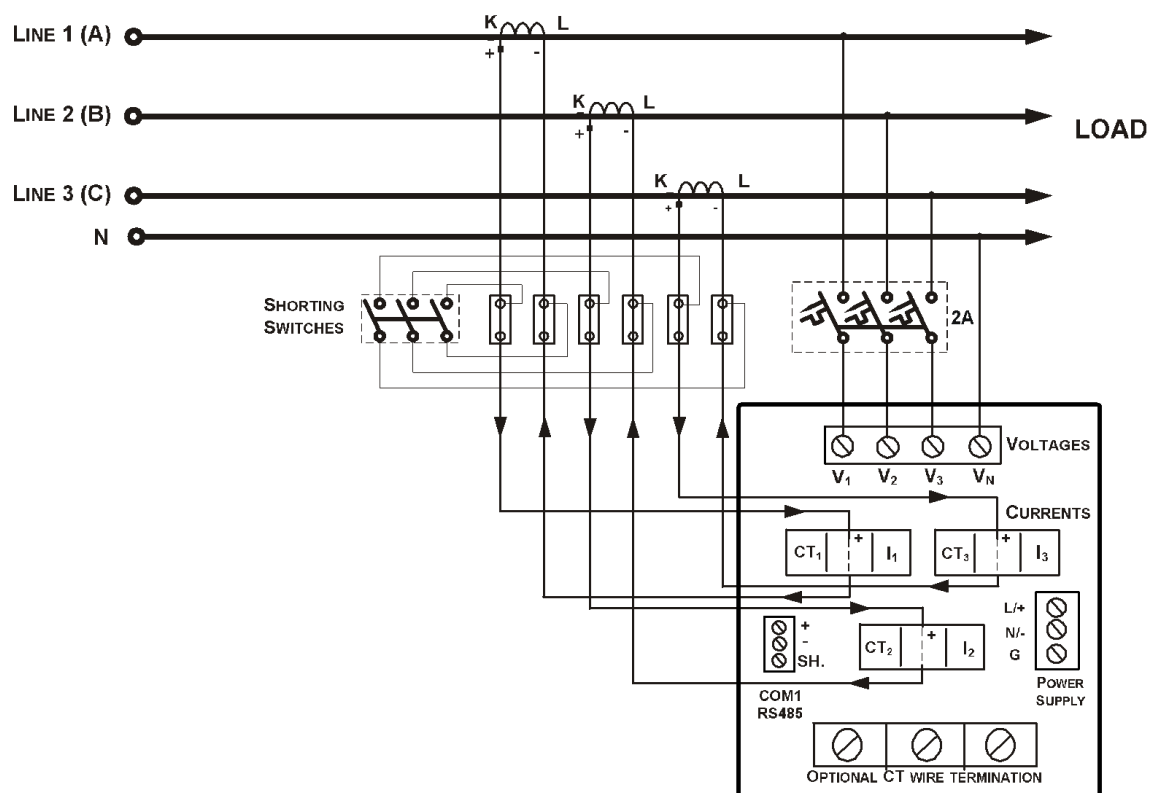 K L
LINE 1 (A)
+ -
K L
LINE 2 (B)
+ -
LOAD
K L
LINE 3 (C)
+ -
N
SHORTING
SWITCHES
2A
VOLTAGES
V1 V2 V3 VN
CURRENTS
CT1 + I1
CT3 + I3
L/+
N/-
G
POWER
SUPPLY
+
-
SH.
COM1
RS485
CT2 + I2
OPTIONAL CT WIRE TERMINATION